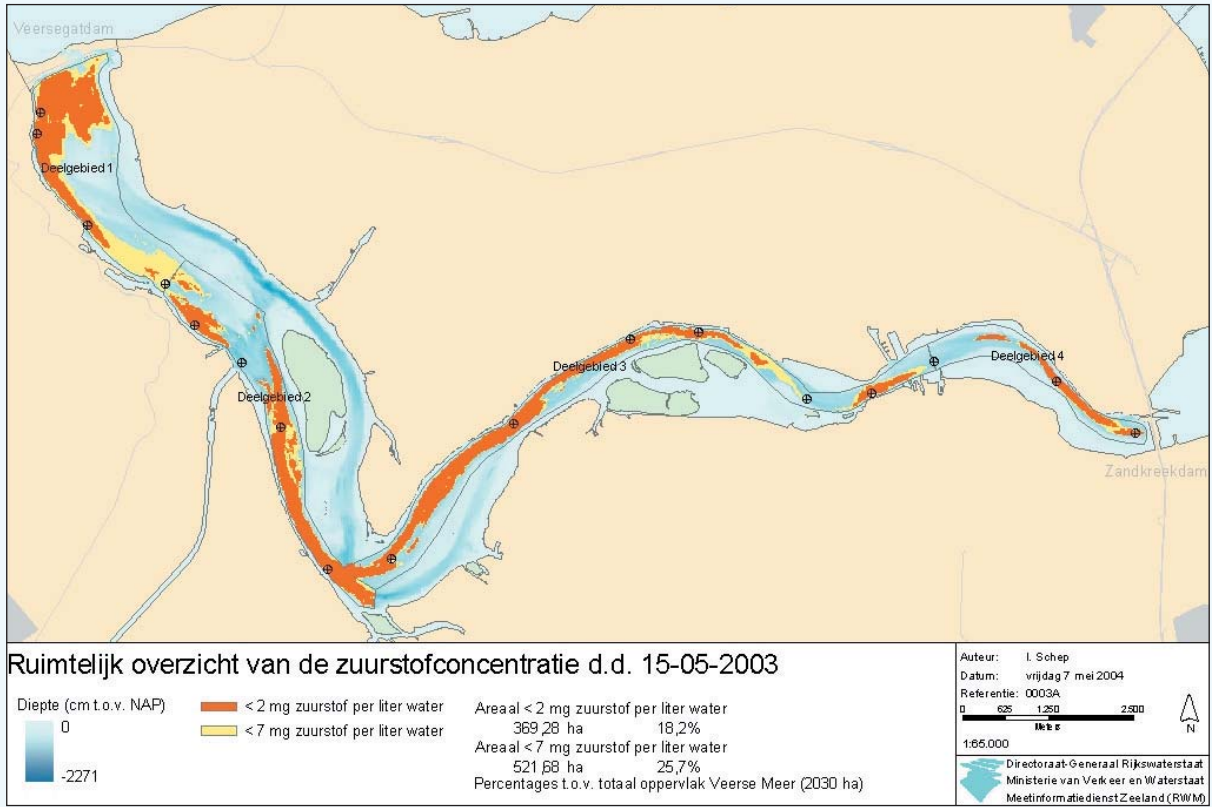 Veersegatdam
Deelgebied 1
Deelgebied 2
Deelgebied 3
Deelgebied 4
Zandkreekdam
Ruimtelijk overzicht van de zuurstofconcentratie d.d. 15-05-2003
Diepte (cm t.o.v. NAP)
0
-2271
< 2 mg zuurstof per liter water
< 7 mg zuurstof per liter water
Areaal < 2 mg zuurstof per liter water
369,28 ha 18,2%
Areaal < 7 mg zuurstof per liter water
521,68 ha 25,7%
Percentages t.o.v. totaal oppervlak Veerse Meer (2030 ha)
Auteur: I. Schep
Datum: vrijdag 7 mei 2004
Referentie: 0003A
0 625 1.250 2.500
Meters
1:65.000
N
Directoraat-Generaal Rijkswaterstaat
Ministerie van Verkeer en Waterstaat
Meetinformatiedienst Zeeland (RWM)